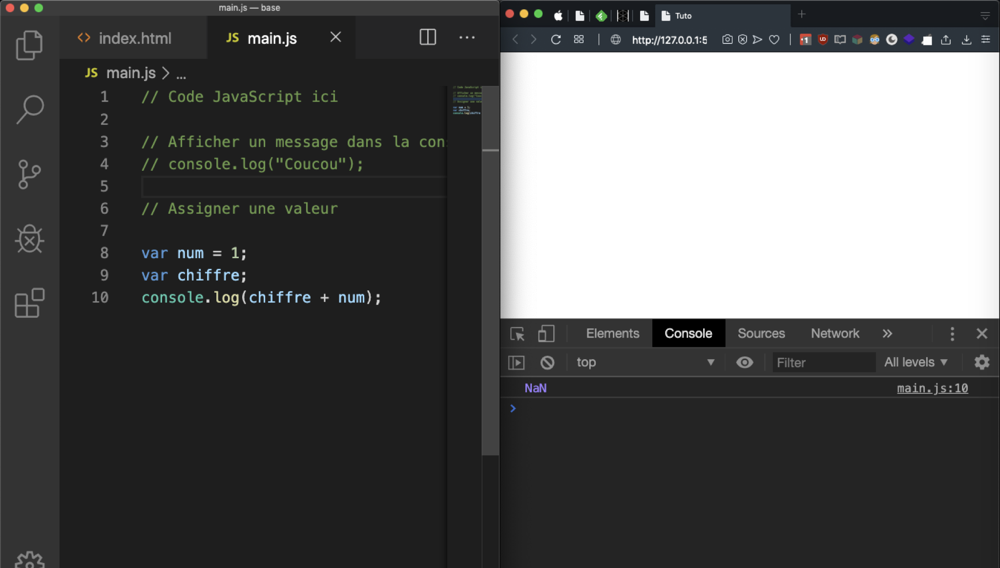 main.js — base
index.html
JS main.js
JS main.js > ...
1 // Code JavaScript ici
2
3 // Afficher un message dans la con
4 // console.log("Coucou");
5
6 // Assigner une valeur
7
8 var num = 1;
9 var chiffre;
10 console.log(chiffre + num);
Tuto
http://127.0.0.1:5
Elements Console Sources Network »
top Filter All levels
NaN main.js:10
>